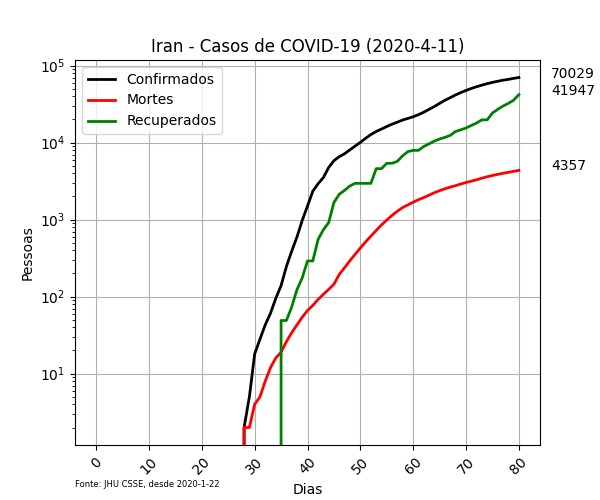 Iran - Casos de COVID-19 (2020-4-11)
Confirmados
Mortes
Recuperados
70029
41947
4357
10^5
10^4
10^3
10^2
10^1
Pessoas
0 10 20 30 40 50 60 70 80
Dias
Fonte: JHU CSSE, desde 2020-1-22